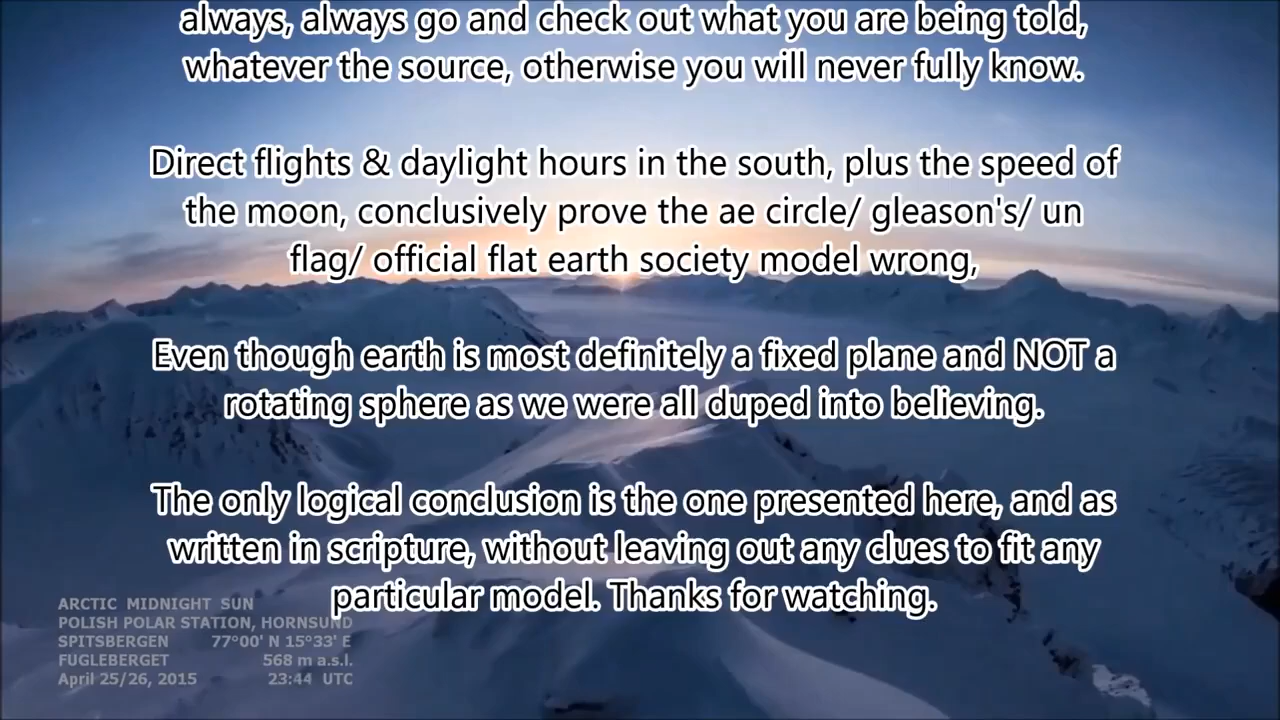 always, always go and check out what you are being told,
whatever the source, otherwise you will never fully know.
Direct flights & daylight hours in the south, plus the speed of
the moon, conclusively prove the ae circle/ gleason's/ un
flag/ official flat earth society model wrong,
Even though earth is most definitely a fixed plane and NOT a
rotating sphere as we were all duped into believing.
The only logical conclusion is the one presented here, and as
written in scripture, without leaving out any clues to fit any
particular model. Thanks for watching.
ARCTIC MIDNIGHT SUN
POLISH POLAR STATION, HORNSUND
SPITSBERGEN 77°00' N 15°33' E
FUGLEBERGET 568 m a.s.l.
April 25/26, 2015 23:44 UTC